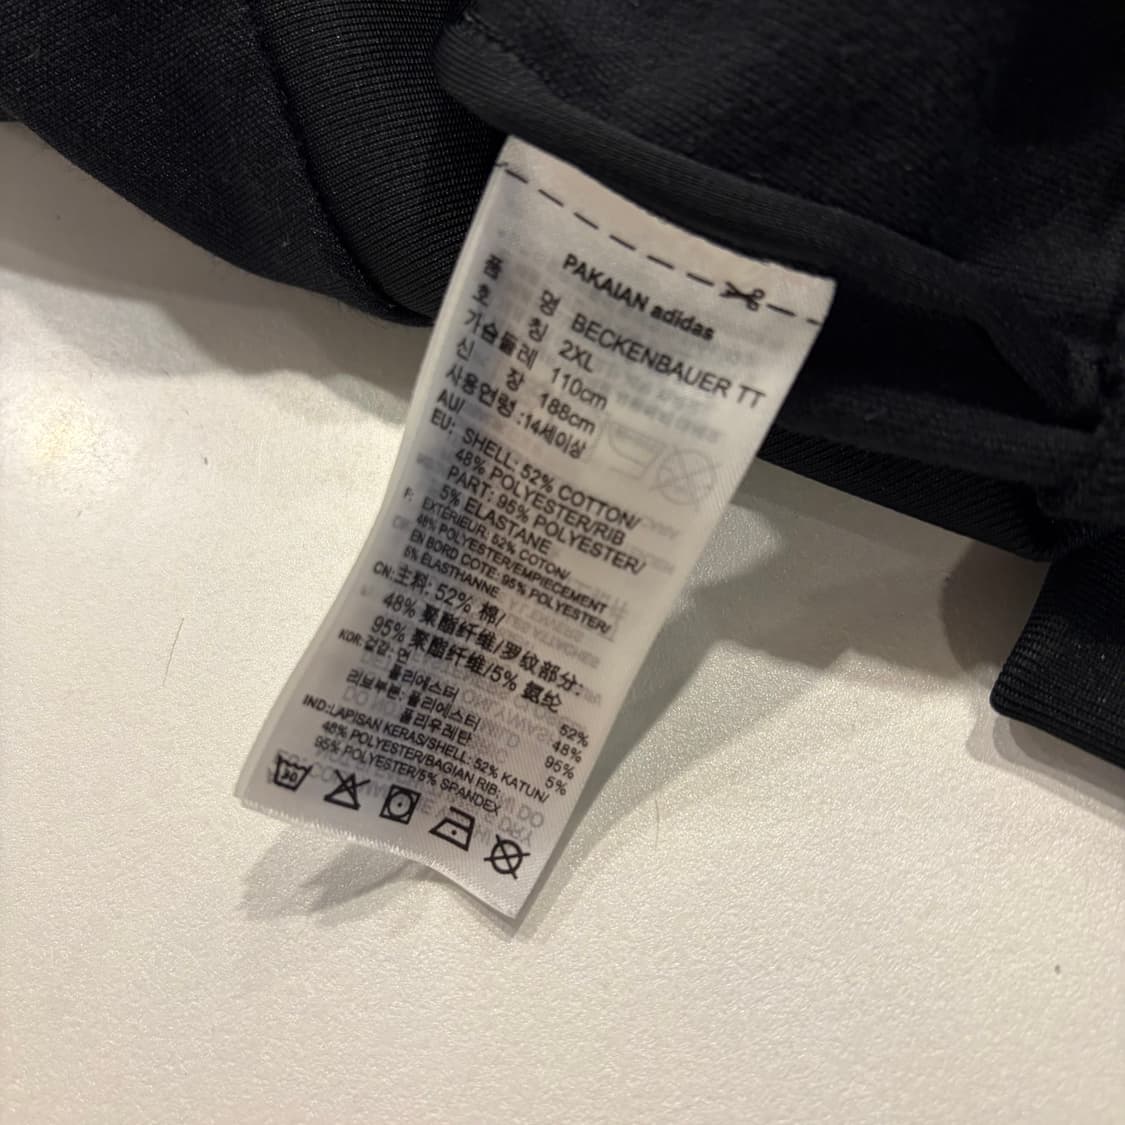 PAKAIAN adidas
품 명 BECKENBAUER TT
호 칭 2XL
가슴둘레 110cm
신 장 188cm
사용연령 :14세이상
AU/
EU: SHELL: 52% COTTON/
48% POLYESTER/RIB
PART: 95% POLYESTER/
5% ELASTANE
F: EXTÉRIEUR: 52% COTON/
48% POLYESTER/EMPIECEMENT
EN BORD COTE: 95% POLYESTER/
5% ÉLASTHANNE
CN: 主料: 52% 棉/
48% 聚酯纤维/罗纹部分:
95% 聚酯纤维/5% 氨纶
KOR: 겉감: 면 52%
폴리에스터 48%
리브부분: 폴리에스터 95%
폴리우레탄 5%
IND:LAPISAN KERAS/SHELL: 52% KATUN/
48% POLYESTER/BAGIAN RIB:
95% POLYESTER/5% SPANDEX